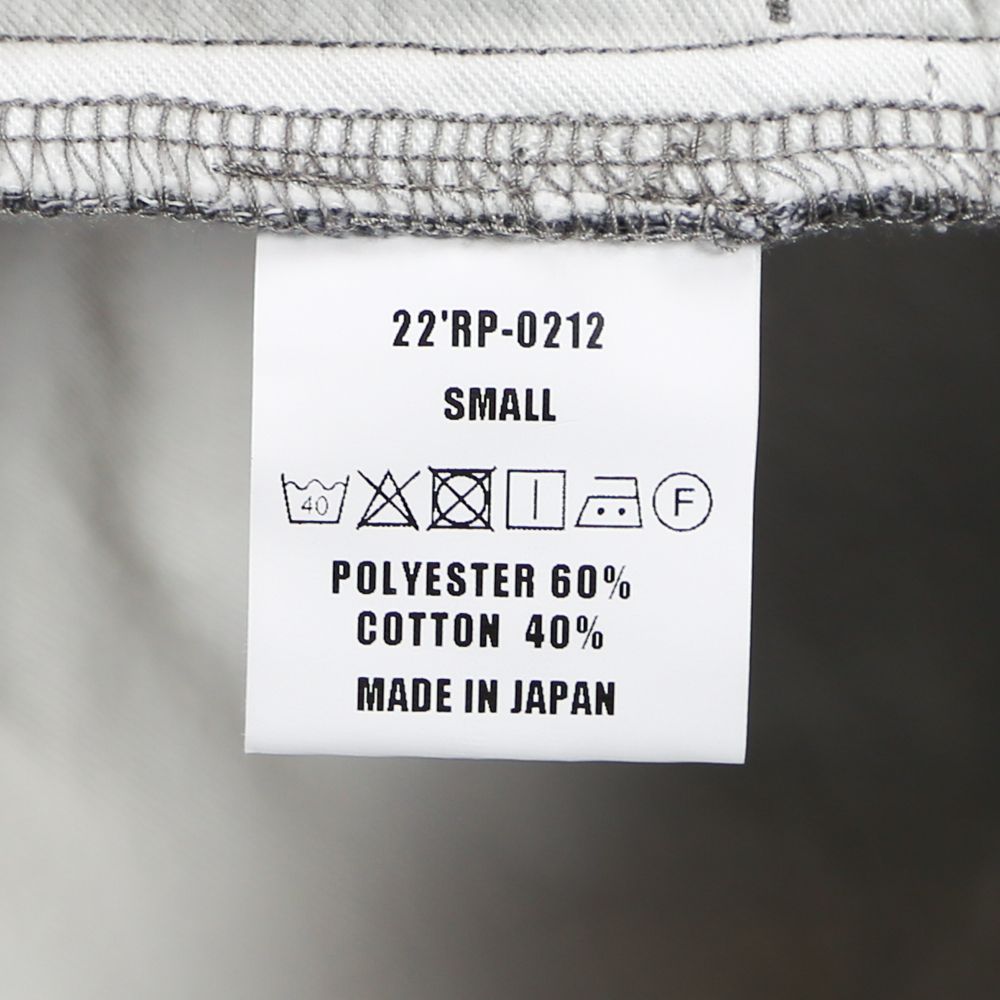 22'RP-0212
SMALL
40 F
POLYESTER 60%
COTTON 40%
MADE IN JAPAN